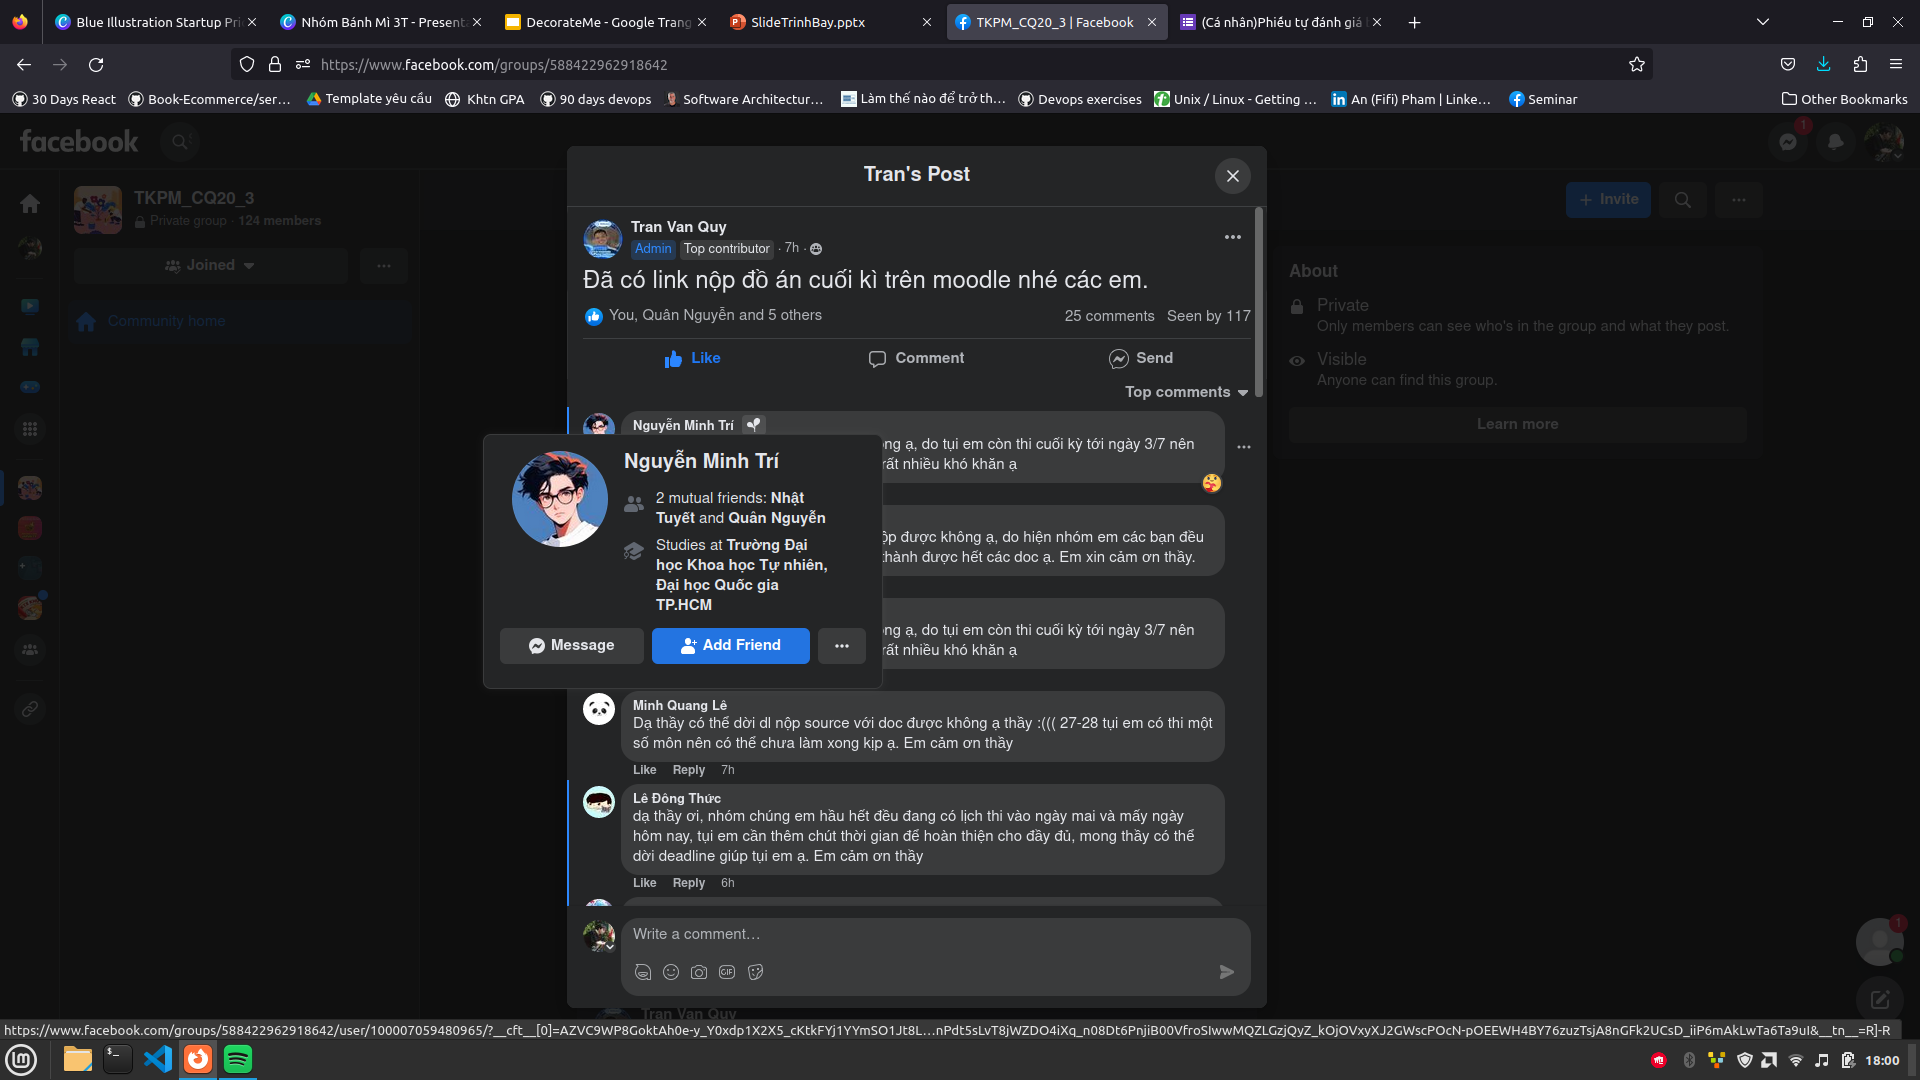 Blue Illustration Startup Pri
Nhóm Bánh Mì 3T - Present
DecorateMe - Google Trang
SlideTrinhBay.pptx
TKPM_CQ20_3 | Facebook
(Cá nhân)Phiếu tự đánh giá
https://www.facebook.com/groups/588422962918642
30 Days React
Book-Ecommerce/ser…
Template yêu cầu
Khtn GPA
90 days devops
Software Architectur…
Làm thế nào để trở th…
Devops exercises
Unix / Linux - Getting …
An (Fifi) Pham | Linke…
Seminar
Other Bookmarks
facebook
1
TKPM_CQ20_3
Private group · 124 members
Joined
Community home
Invite
Tran's Post
Tran Van Quy
Admin Top contributor · 7h ·
Đã có link nộp đồ án cuối kì trên moodle nhé các em.
You, Quân Nguyễn and 5 others
25 comments Seen by 117
Like Comment Send
Top comments
Nguyễn Minh Trí
ng ạ, do tụi em còn thi cuối kỳ tới ngày 3/7 nên
rất nhiều khó khăn ạ
ộp được không ạ, do hiện nhóm em các bạn đều
thành được hết các doc ạ. Em xin cảm ơn thầy.
ng ạ, do tụi em còn thi cuối kỳ tới ngày 3/7 nên
rất nhiều khó khăn ạ
Nguyễn Minh Trí
2 mutual friends: Nhật
Tuyết and Quân Nguyễn
Studies at Trường Đại
học Khoa học Tự nhiên,
Đại học Quốc gia
TP.HCM
Message
Add Friend
Minh Quang Lê
Dạ thầy có thể dời dl nộp source với doc được không ạ thầy :((( 27-28 tụi em có thi một
số môn nên có thể chưa làm xong kịp ạ. Em cảm ơn thầy
Like Reply 7h
Lê Đông Thức
dạ thầy ơi, nhóm chúng em hầu hết đều đang có lịch thi vào ngày mai và mấy ngày
hôm nay, tụi em cần thêm chút thời gian để hoàn thiện cho đầy đủ, mong thầy có thể
dời deadline giúp tụi em ạ. Em cảm ơn thầy
Like Reply 6h
Write a comment…
GIF
About
Private
Only members can see who's in the group and what they post.
Visible
Anyone can find this group.
Learn more
1
Tran Van Quy
https://www.facebook.com/groups/588422962918642/user/100007059480965/?__cft__[0]=AZVC9WP8GoktAh0e-y_Y0xdp1X2X5_cKtkFYj1YYmSO1Jt8L…nPdt5sLvT8jWZDO4iXq_n08Dt6PnjiB00VfroSIwwMQZLGzjQyZ_kOjOVxyXJ2GWscPOcN-pOEEWH4BY76zuzTsjA8nGFk2UCsD_iiP6mAkLwTa6Ta9uI&__tn__=R]-R
18:00